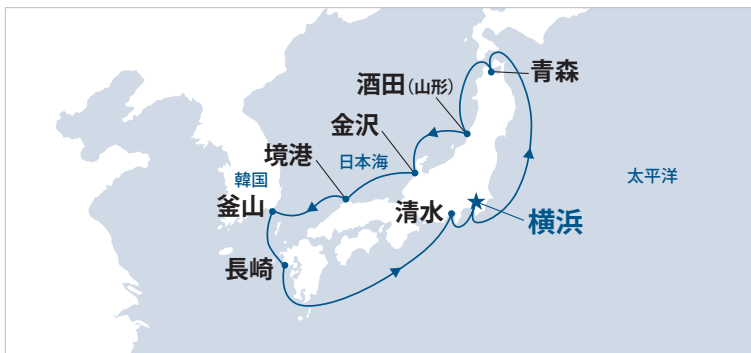 青森
酒田(山形)
金沢
境港
日本海
韓国
釜山
清水
太平洋
横浜
長崎